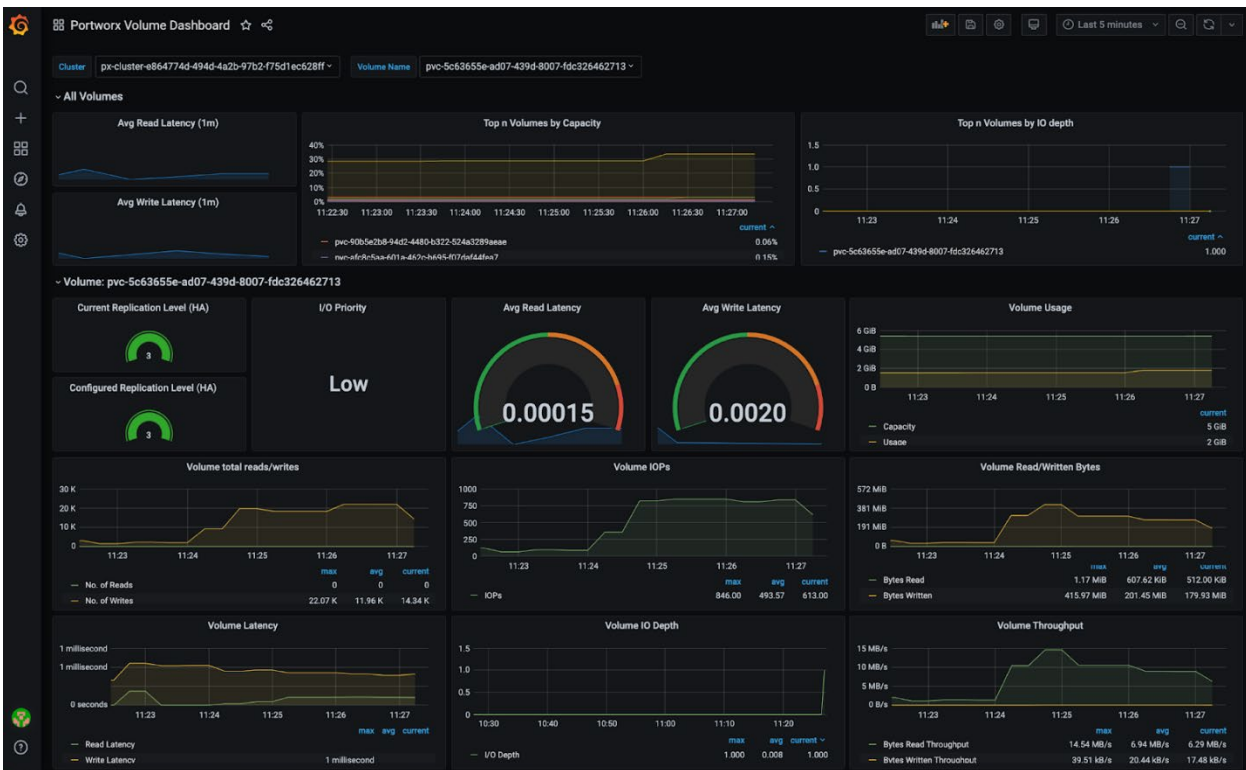 Portworx Volume Dashboard
Last 5 minutes
Cluster px-cluster-e864774d-494d-4a2b-97b2-f75d1ec628ff Volume Name pvc-5c63655e-ad07-439d-8007-fdc326462713
All Volumes
Avg Read Latency (1m)
Avg Write Latency (1m)
Top n Volumes by Capacity
40%
30%
20%
10%
0%
11:22:30 11:23:00 11:23:30 11:24:00 11:24:30 11:25:00 11:25:30 11:26:00 11:26:30 11:27:00
current
pvc-90b5e2b8-94d2-4480-b322-524a3289aeae 0.06%
pvc-afc8c5aa-601a-462c-b695-f07daf44fea7 0.15%
Top n Volumes by IO depth
1.5
1.0
0.5
0
11:23 11:24 11:25 11:26 11:27
current
pvc-5c63655e-ad07-439d-8007-fdc326462713 1.000
Volume: pvc-5c63655e-ad07-439d-8007-fdc326462713
Current Replication Level (HA)
3
Configured Replication Level (HA)
3
I/O Priority
Low
Avg Read Latency
0.00015
Avg Write Latency
0.0020
Volume Usage
6 GiB
4 GiB
2 GiB
0 B
11:23 11:24 11:25 11:26 11:27
current
Capacity 5 GiB
Usage 2 GiB
Volume total reads/writes
30 K
20 K
10 K
0
11:23 11:24 11:25 11:26 11:27
max avg current
No. of Reads 0 0 0
No. of Writes 22.07 K 11.96 K 14.34 K
Volume IOPs
1000
750
500
250
0
11:23 11:24 11:25 11:26 11:27
max avg current
IOPs 846.00 493.57 613.00
Volume Read/Written Bytes
572 MiB
381 MiB
191 MiB
0 B
11:23 11:24 11:25 11:26 11:27
max avg current
Bytes Read 1.17 MiB 607.62 KiB 512.00 KiB
Bytes Written 415.97 MiB 201.45 MiB 179.93 MiB
Volume Latency
1 millisecond
1 millisecond
0 seconds
11:23 11:24 11:25 11:26 11:27
max avg current
Read Latency
Write Latency 1 millisecond
Volume IO Depth
1.5
1.0
0.5
0
10:30 10:40 10:50 11:00 11:10 11:20
max avg current
I/O Depth 1.000 0.008 1.000
Volume Throughput
15 MB/s
10 MB/s
5 MB/s
0 B/s
11:23 11:24 11:25 11:26 11:27
max avg current
Bytes Read Throughput 14.54 MB/s 6.94 MB/s 6.29 MB/s
Bytes Written Throughput 39.51 kB/s 20.44 kB/s 17.48 kB/s